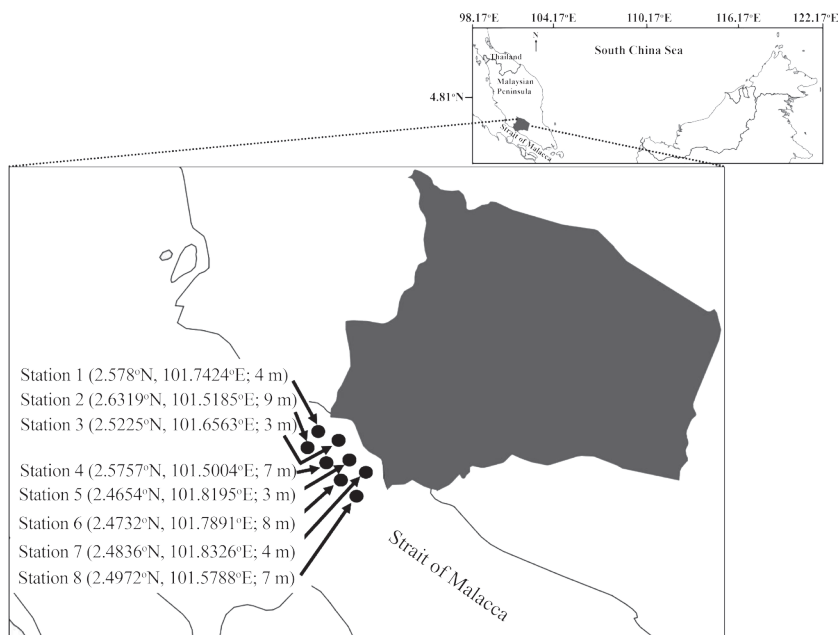 98.17°E 104.17°E 110.17°E 116.17°E 122.17°E
N
South China Sea
Thailand
Malaysian
Peninsula
4.81°N
Strait of Malacca
Station 1 (2.578°N, 101.7424°E; 4 m)
Station 2 (2.6319°N, 101.5185°E; 9 m)
Station 3 (2.5225°N, 101.6563°E; 3 m)
Station 4 (2.5757°N, 101.5004°E; 7 m)
Station 5 (2.4654°N, 101.8195°E; 3 m)
Station 6 (2.4732°N, 101.7891°E; 8 m)
Station 7 (2.4836°N, 101.8326°E; 4 m)
Station 8 (2.4972°N, 101.5788°E; 7 m)
Strait of Malacca